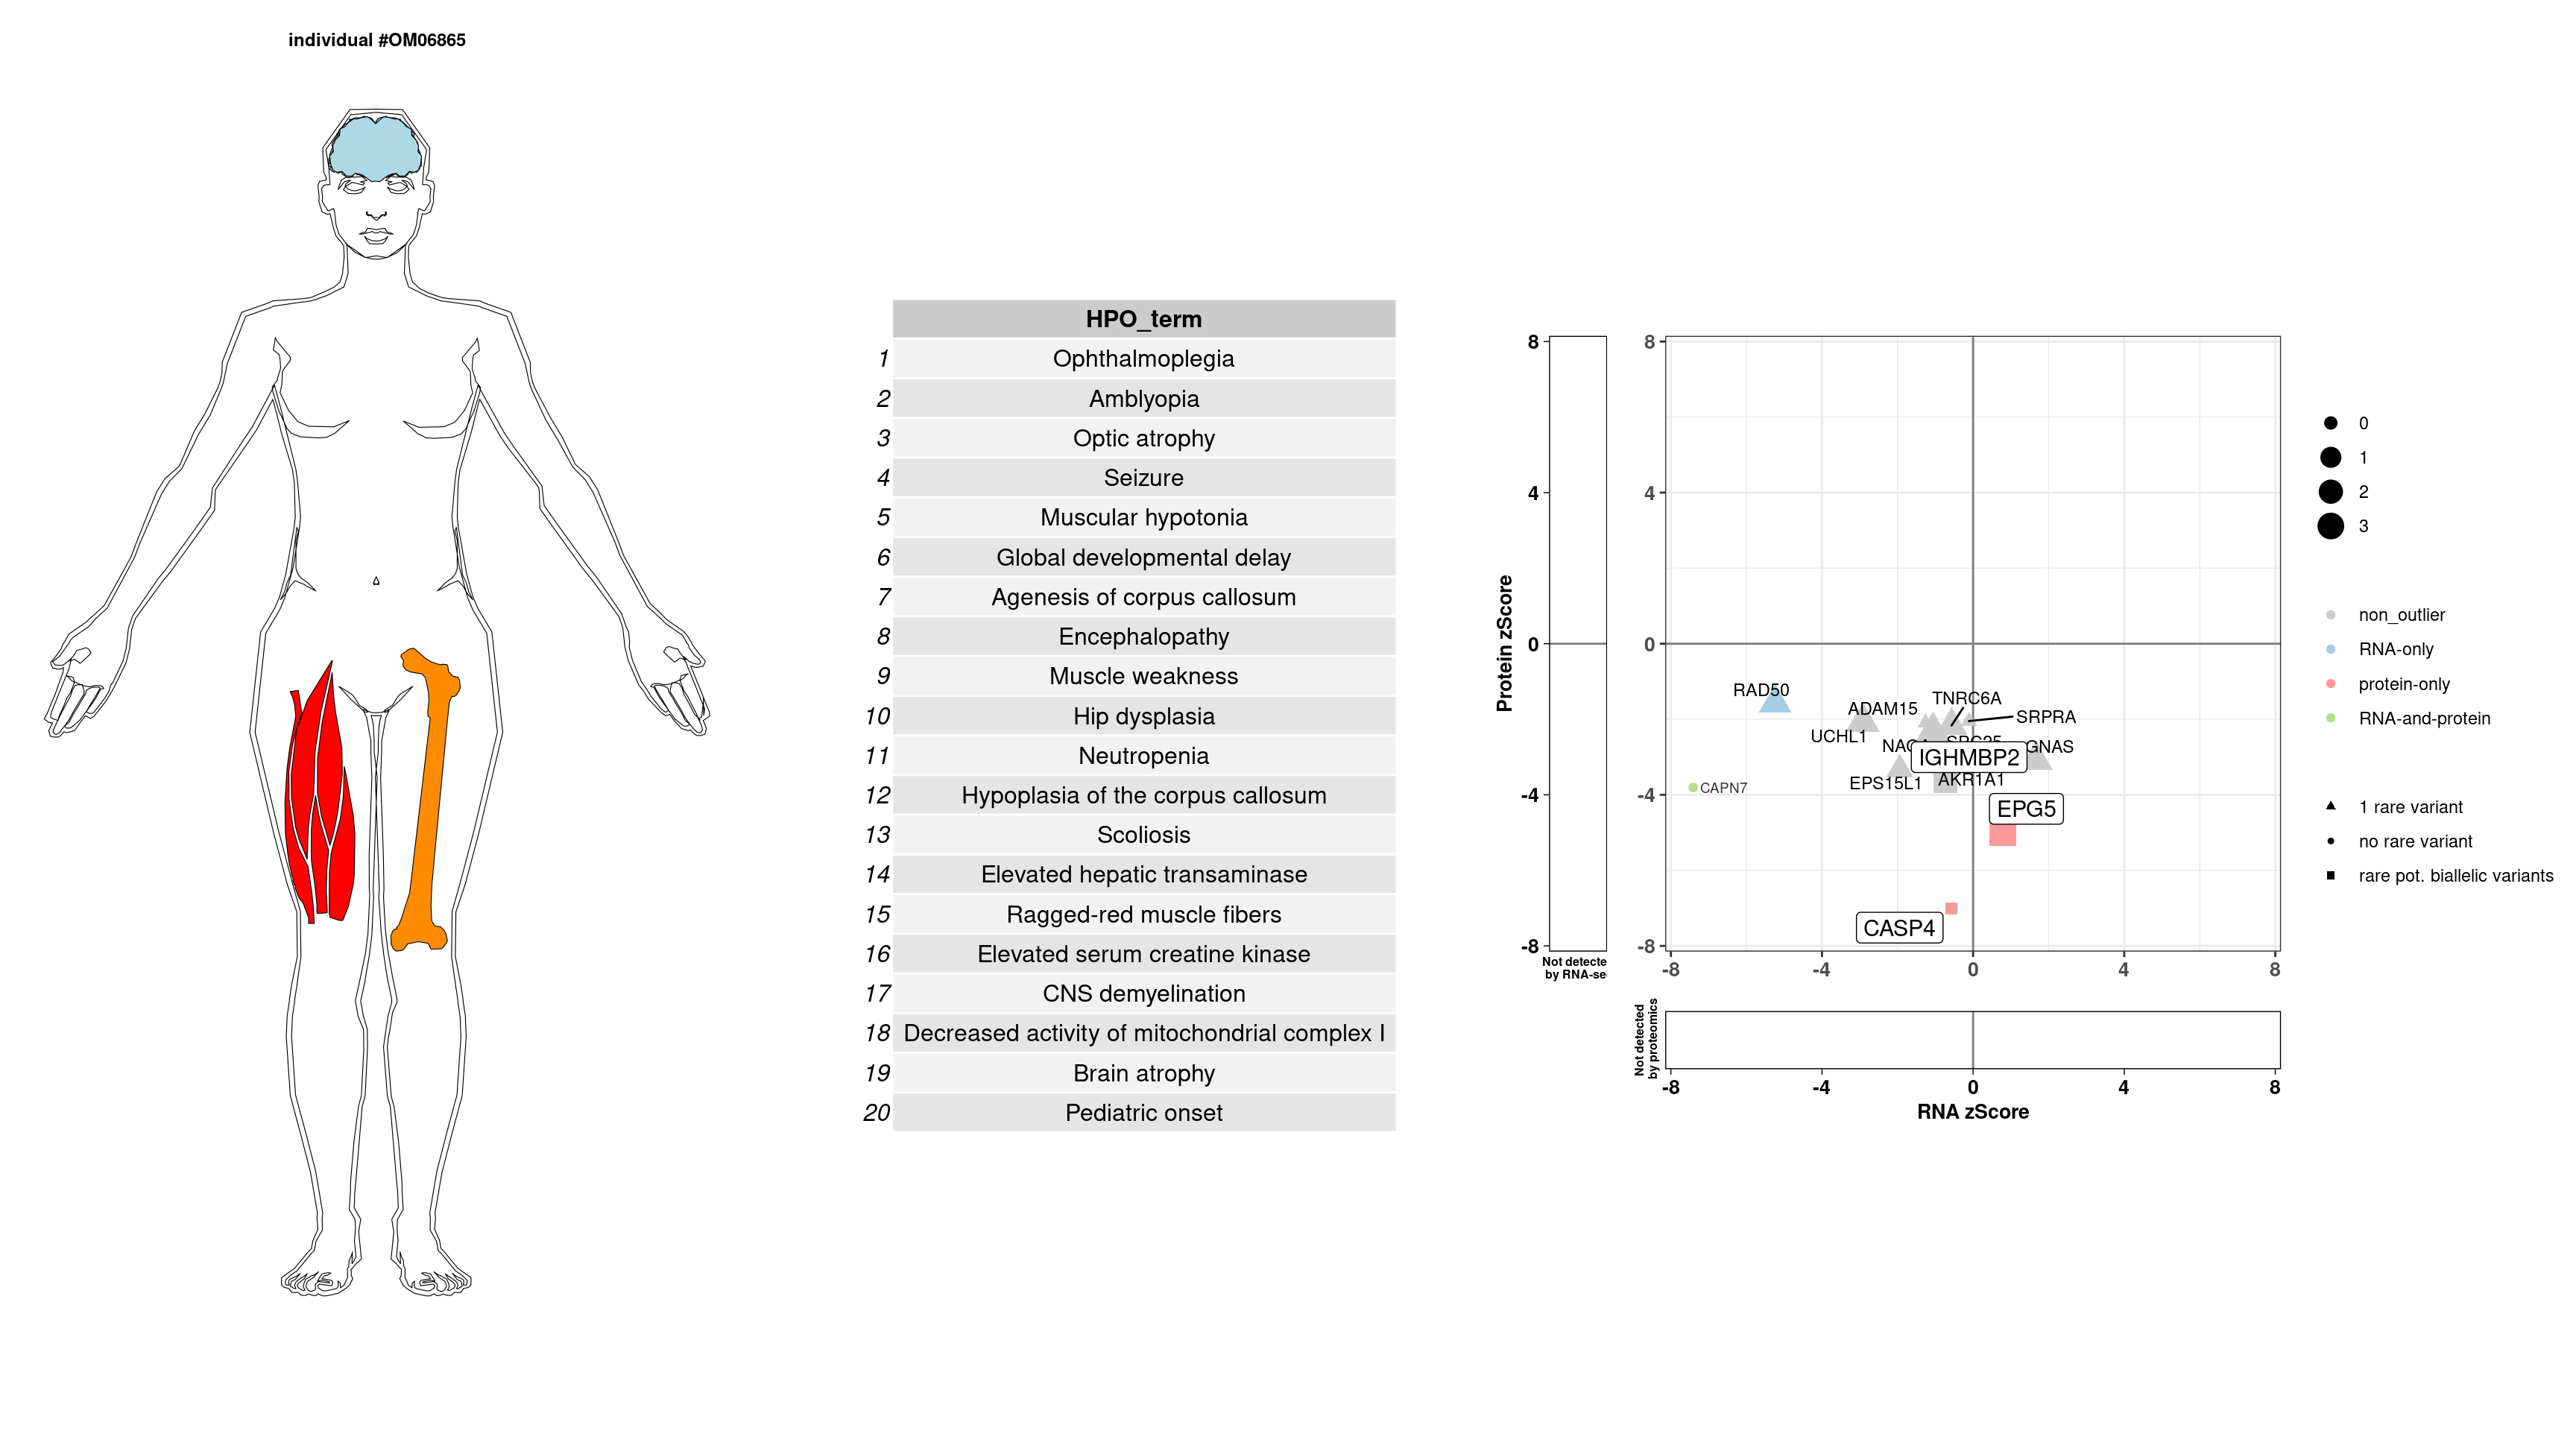 individual #OM06865
HPO_term
1 Ophthalmoplegia
2 Amblyopia
3 Optic atrophy
4 Seizure
5 Muscular hypotonia
6 Global developmental delay
7 Agenesis of corpus callosum
8 Encephalopathy
9 Muscle weakness
10 Hip dysplasia
11 Neutropenia
12 Hypoplasia of the corpus callosum
13 Scoliosis
14 Elevated hepatic transaminase
15 Ragged-red muscle fibers
16 Elevated serum creatine kinase
17 CNS demyelination
18 Decreased activity of mitochondrial complex I
19 Brain atrophy
20 Pediatric onset
Protein zScore
8
4
0
-4
-8
Not detecte
by RNA-se
8
4
0
-4
-8
RAD50
ADAM15
TNRC6A
SRPRA
UCHL1
GNAS
IGHMBP2
EPS15L1
AKR1A1
CAPN7
EPG5
CASP4
-8 -4 0 4 8
Not detected
by proteomics
-8 -4 0 4 8
RNA zScore
0
1
2
3
non_outlier
RNA-only
protein-only
RNA-and-protein
1 rare variant
no rare variant
rare pot. biallelic variants